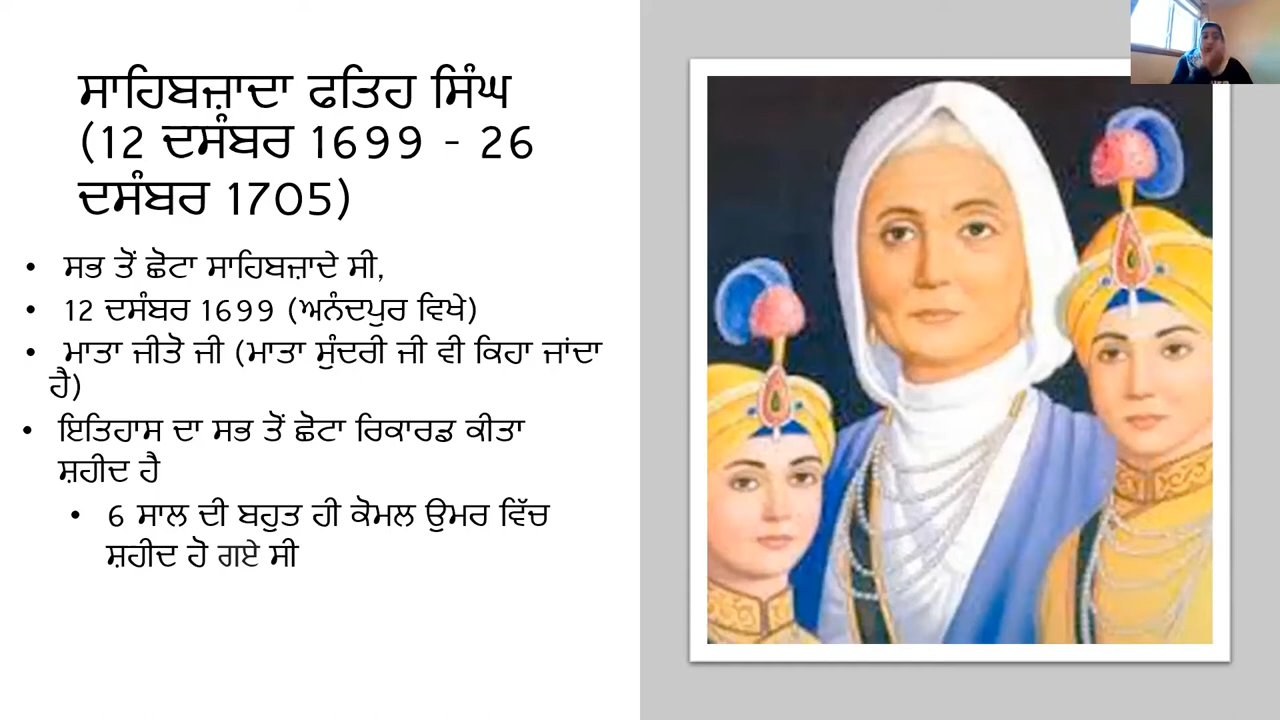 ਸਾਹਿਬਜ਼ਾਦਾ ਫਤਿਹ ਸਿੰਘ
(12 ਦਸੰਬਰ 1699 - 26
ਦਸੰਬਰ 1705)
• ਸਭ ਤੋਂ ਛੋਟਾ ਸਾਹਿਬਜ਼ਾਦੇ ਸੀ,
• 12 ਦਸੰਬਰ 1699 (ਅਨੰਦਪੁਰ ਵਿਖੇ)
• ਮਾਤਾ ਜੀਤੋ ਜੀ (ਮਾਤਾ ਸੁੰਦਰੀ ਜੀ ਵੀ ਕਿਹਾ ਜਾਂਦਾ
ਹੈ)
• ਇਤਿਹਾਸ ਦਾ ਸਭ ਤੋਂ ਛੋਟਾ ਰਿਕਾਰਡ ਕੀਤਾ
ਸ਼ਹੀਦ ਹੈ
• 6 ਸਾਲ ਦੀ ਬਹੁਤ ਹੀ ਕੋਮਲ ਉਮਰ ਵਿੱਚ
ਸ਼ਹੀਦ ਹੋ ਗਏ ਸੀ